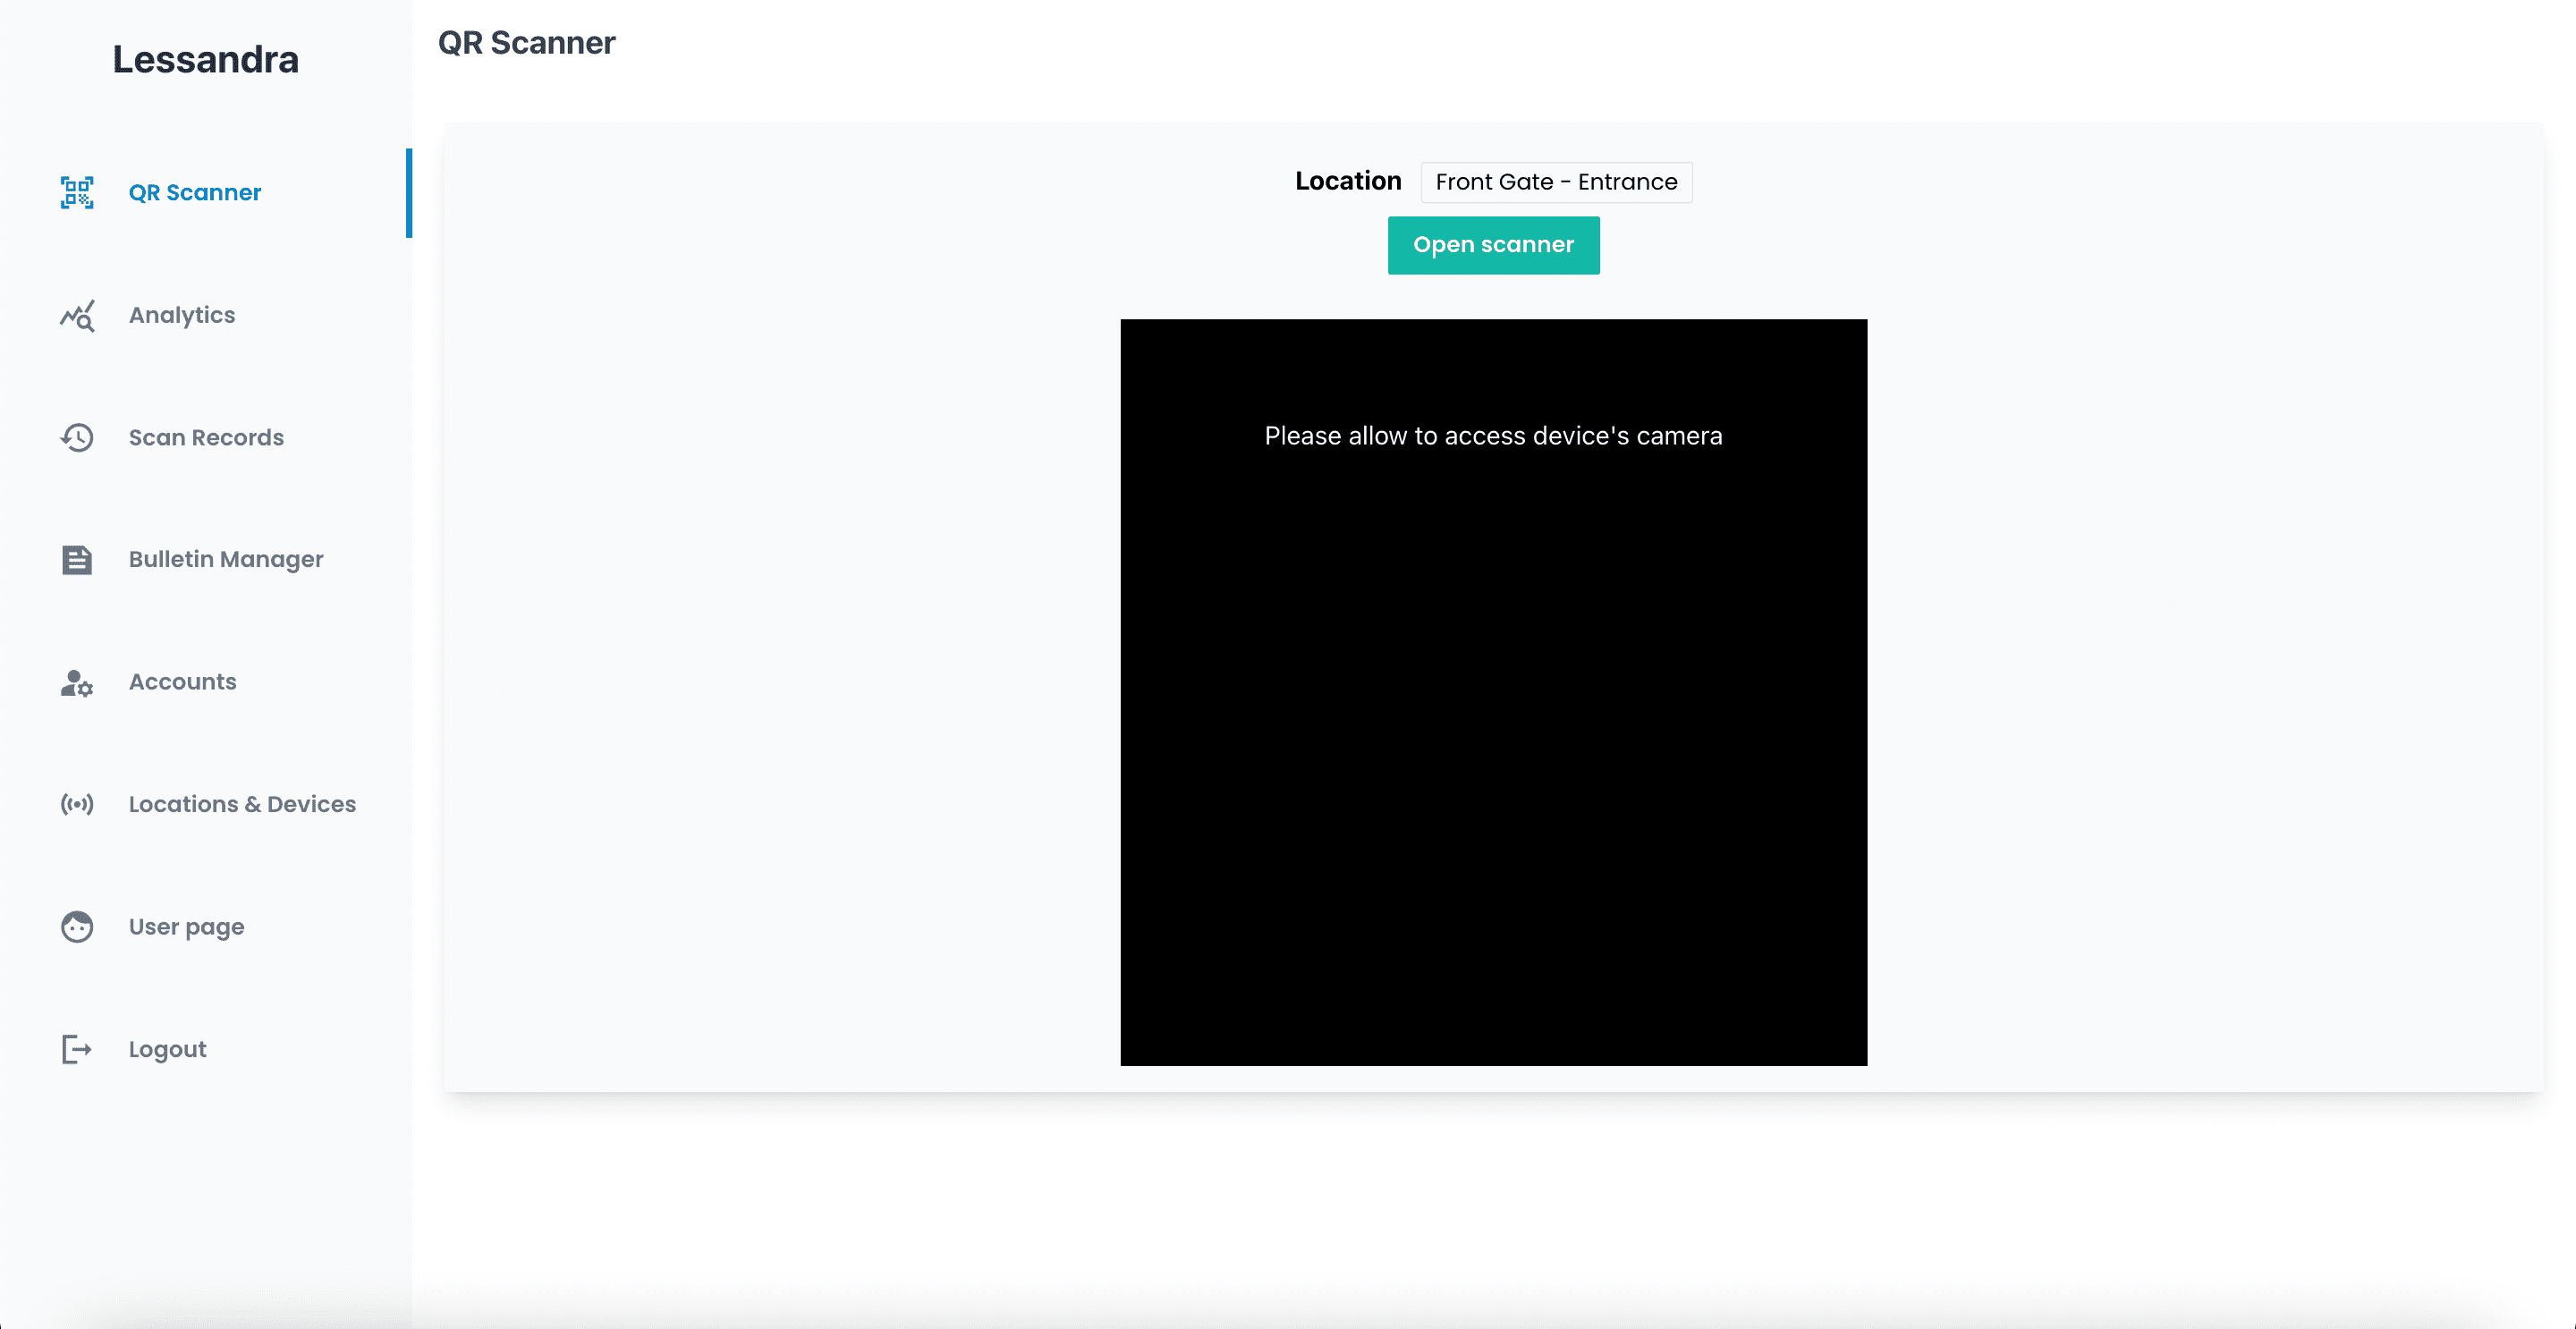 Lessandra
QR Scanner
Analytics
Scan Records
Bulletin Manager
Accounts
Locations & Devices
User page
Logout
QR Scanner
Location Front Gate - Entrance
Open scanner
Please allow to access device's camera